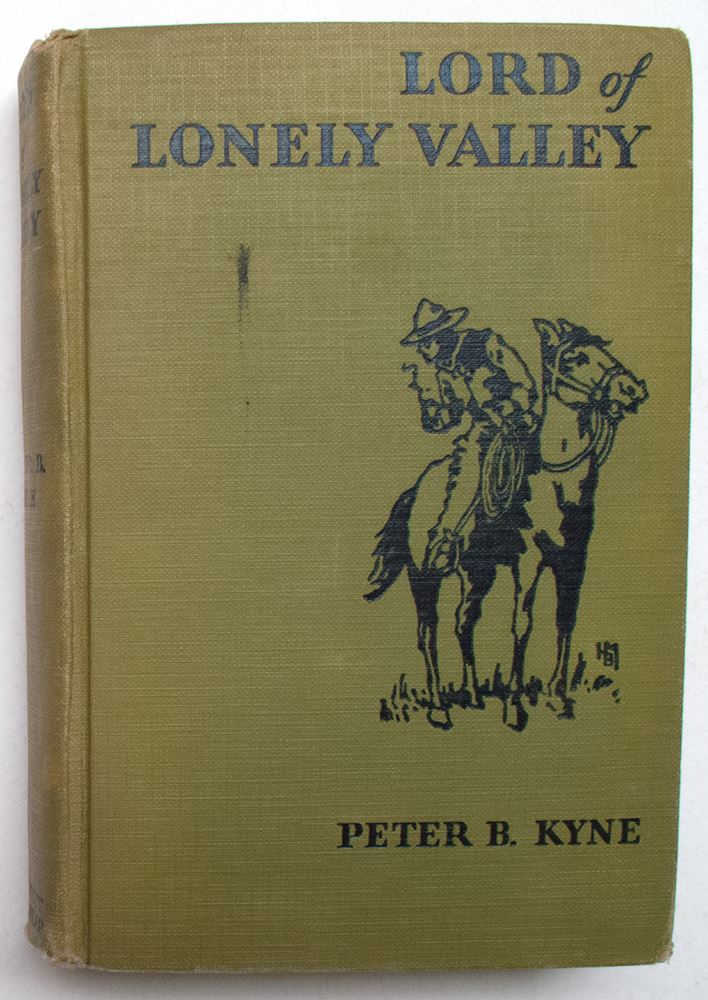 LORD of
LONELY VALLEY
PETER B. KYNE